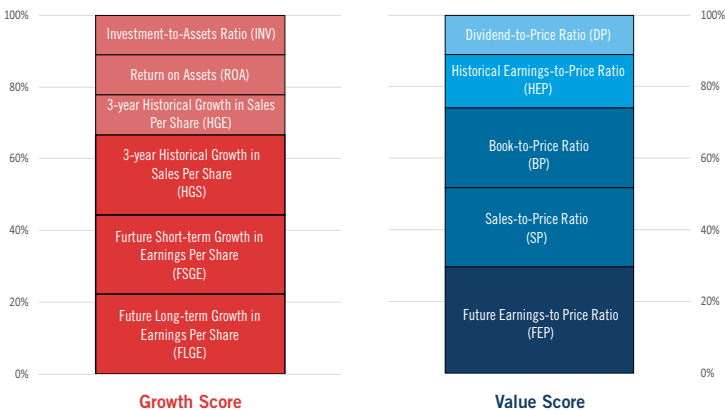 100%
80%
60%
40%
20%
0%
Investment-to-Assets Ratio (INV)
Return on Assets (ROA)
3-year Historical Growth in Sales
Per Share (HGE)
3-year Historical Growth in
Sales Per Share
(HGS)
Furture Short-term Growth in
Earnings Per Share
(FSGE)
Future Long-term Growth in
Earnings Per Share
(FLGE)
Growth Score
Dividend-to-Price Ratio (DP)
Historical Earnings-to-Price Ratio
(HEP)
Book-to-Price Ratio
(BP)
Sales-to-Price Ratio
(SP)
Future Earnings-to Price Ratio
(FEP)
Value Score
100%
80%
60%
40%
20%
0%